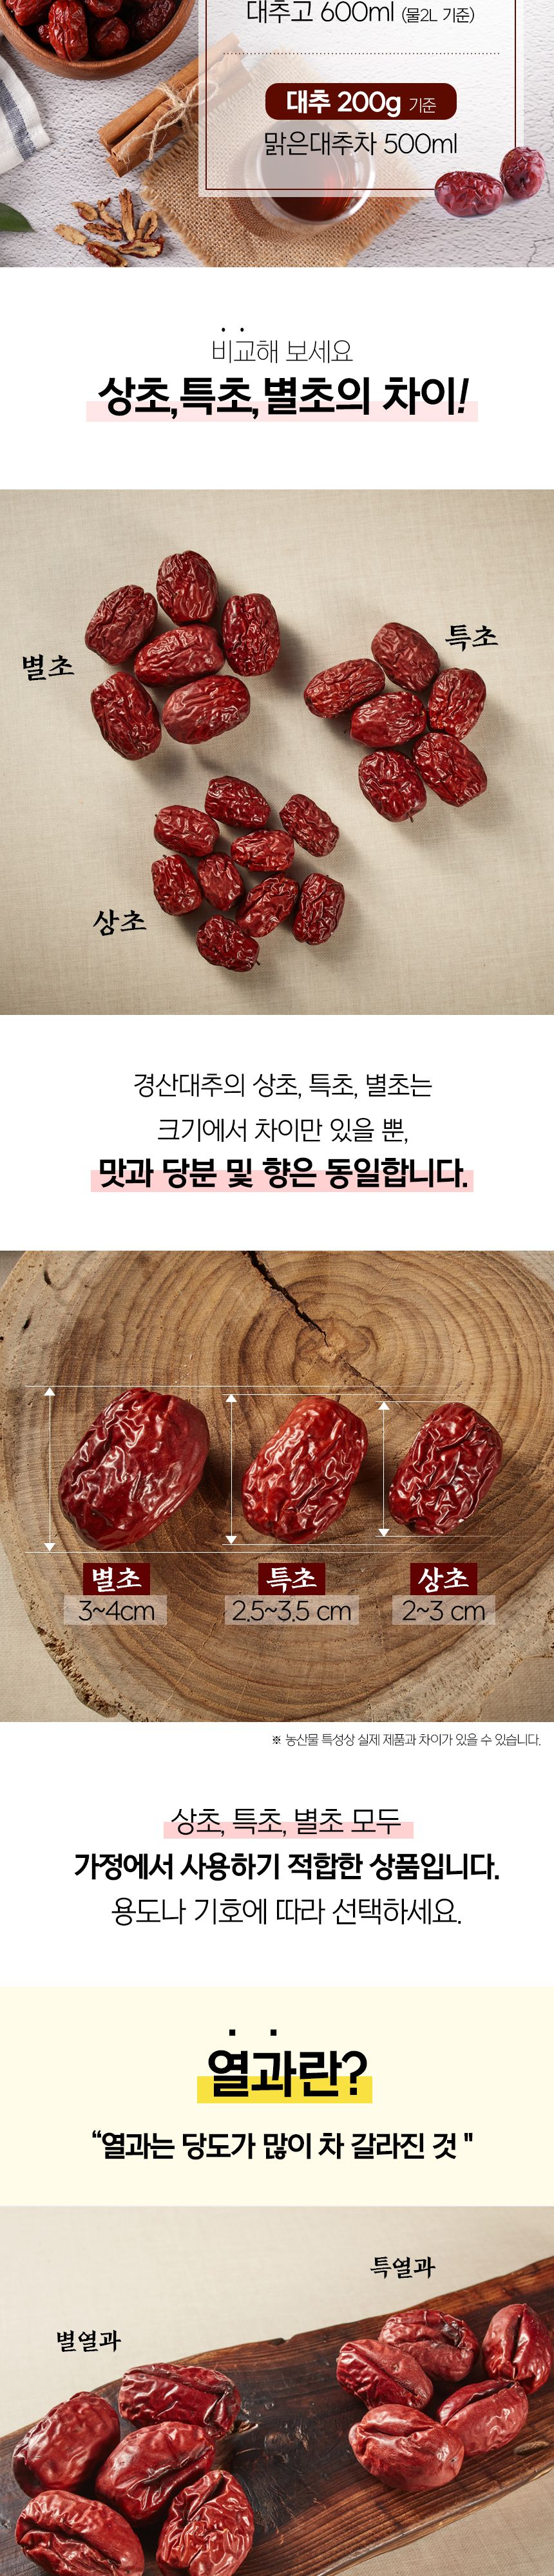 대추고 600ml (물2L 기준)
대추 200g 기준
맑은대추차 500ml
비교해 보세요
상초,특초,별초의 차이!
별초
특초
상초
경산대추의 상초, 특초, 별초는
크기에서 차이만 있을 뿐,
맛과 당분 및 향은 동일합니다.
별초 특초 상초
3~4cm 2.5~3.5 cm 2~3 cm
※ 농산물 특성상 실제 제품과 차이가 있을 수 있습니다.
상초, 특초, 별초 모두
가정에서 사용하기 적합한 상품입니다.
용도나 기호에 따라 선택하세요.
열과란?
“열과는 당도가 많이 차 갈라진 것 "
특열과
별열과